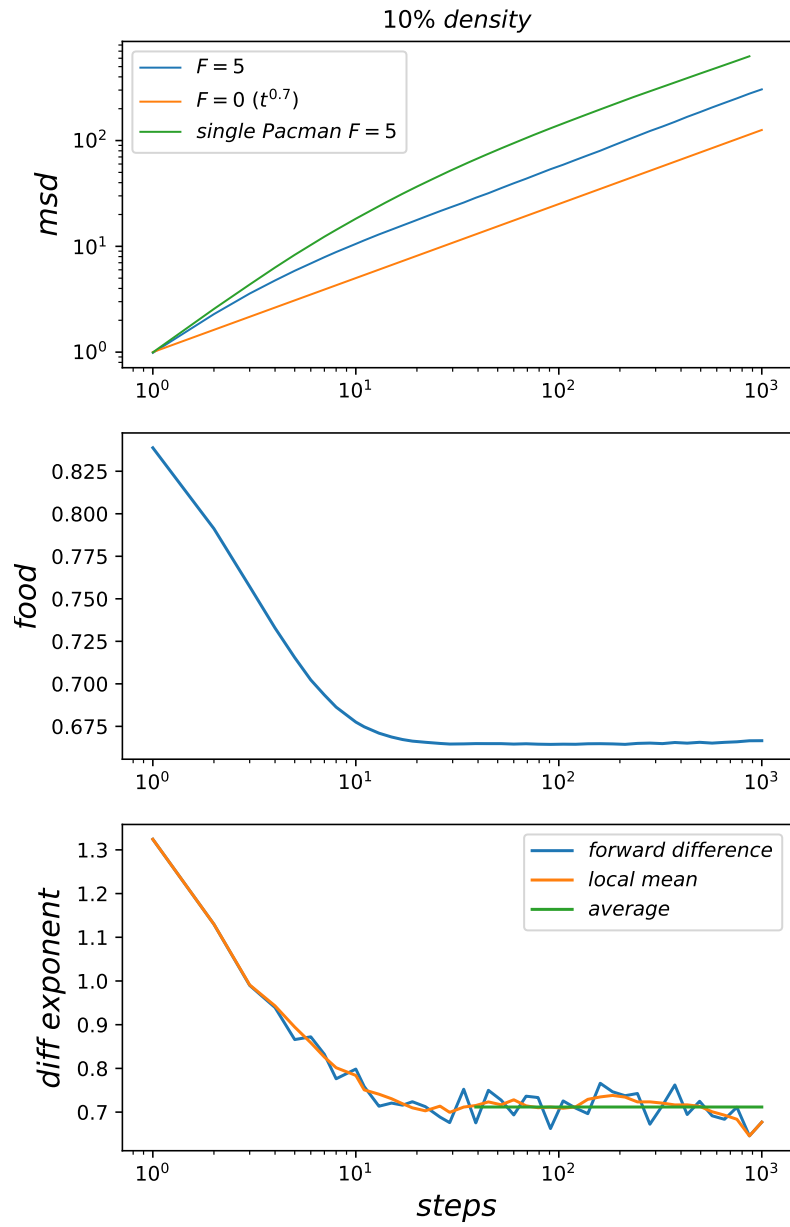 10% density
F = 5
F = 0 (t^0.7)
single Pacman F = 5
msd
10^2
10^1
10^0
10^0 10^1 10^2 10^3
food
0.825
0.800
0.775
0.750
0.725
0.700
0.675
10^0 10^1 10^2 10^3
forward difference
local mean
average
diff exponent
1.3
1.2
1.1
1.0
0.9
0.8
0.7
10^0 10^1 10^2 10^3
steps